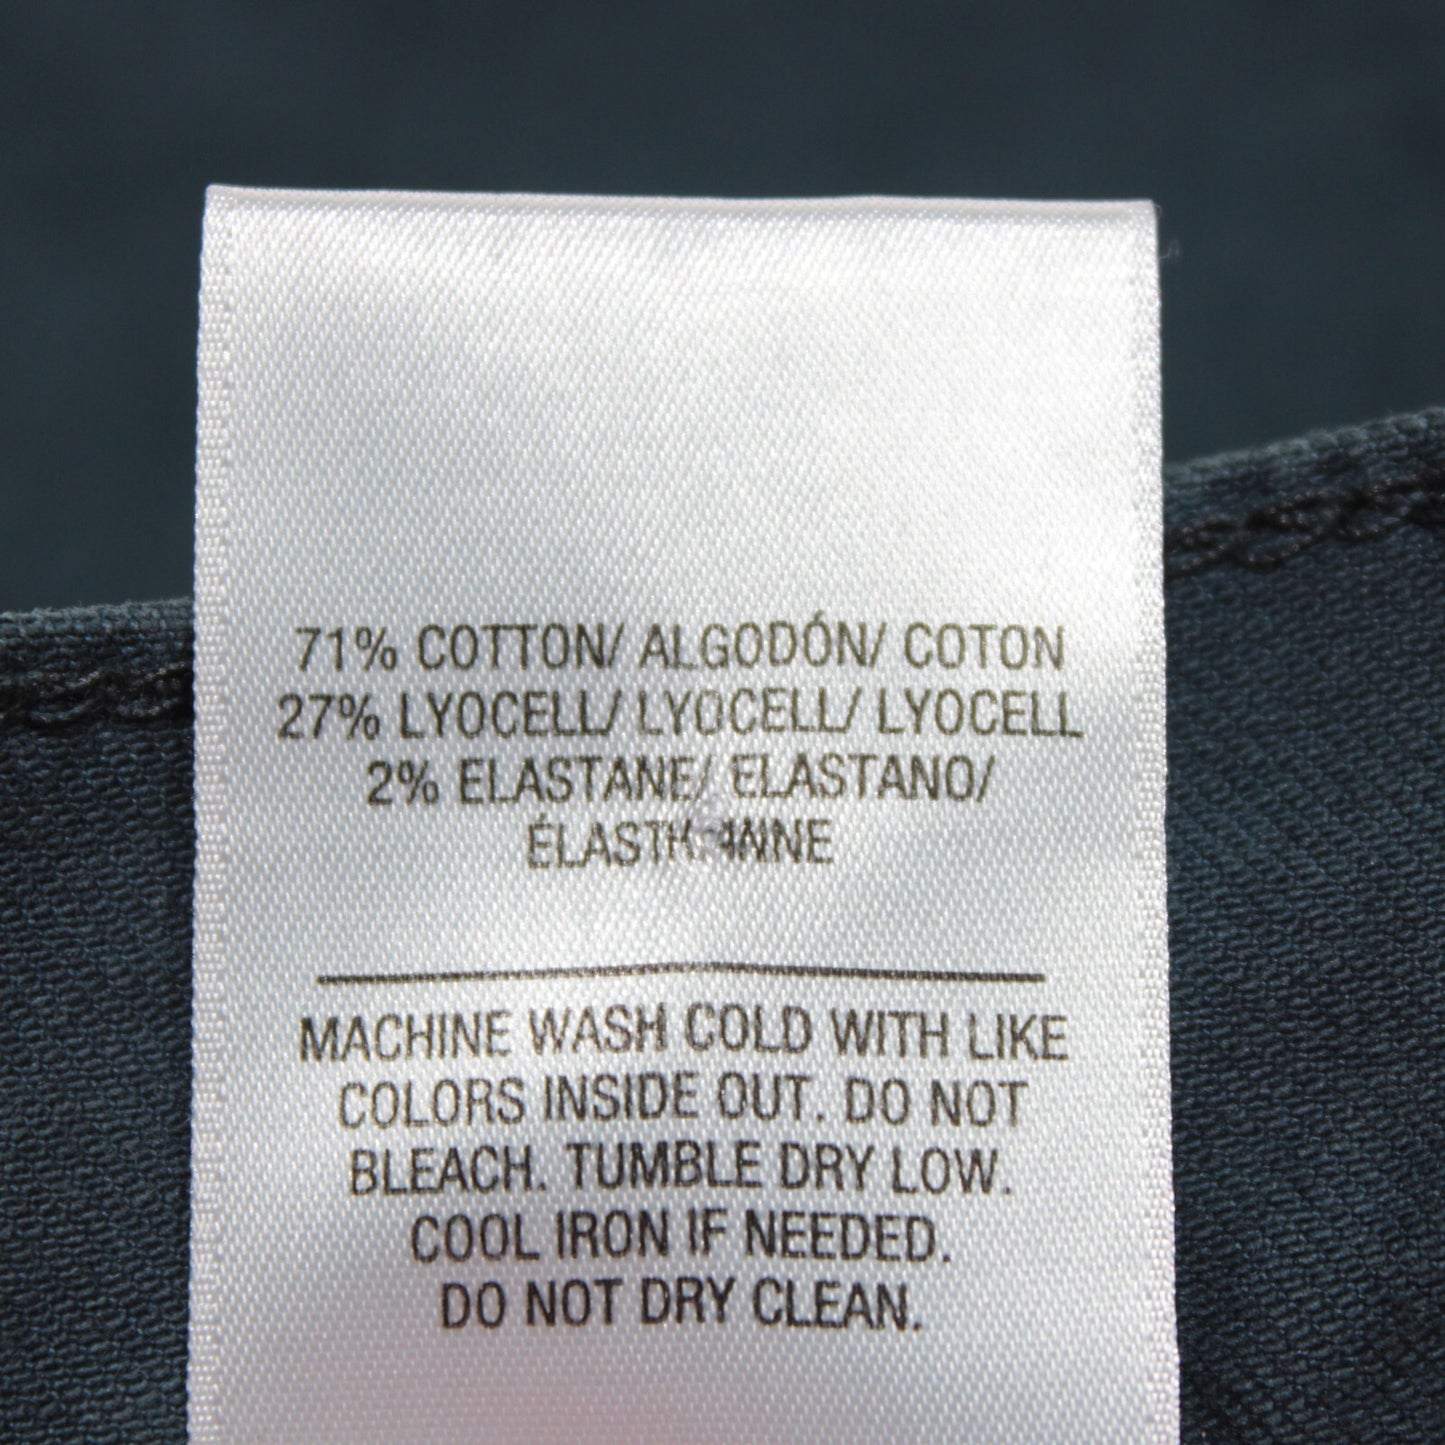 71% COTTON/ ALGODÓN/ COTON
27% LYOCELL/ LYOCELL/ LYOCELL
2% ELASTANE/ ELASTANO/
MACHINE WASH COLD WITH LIKE
COLORS INSIDE OUT. DO NOT
BLEACH. TUMBLE DRY LOW.
COOL IRON IF NEEDED.
DO NOT DRY CLEAN.